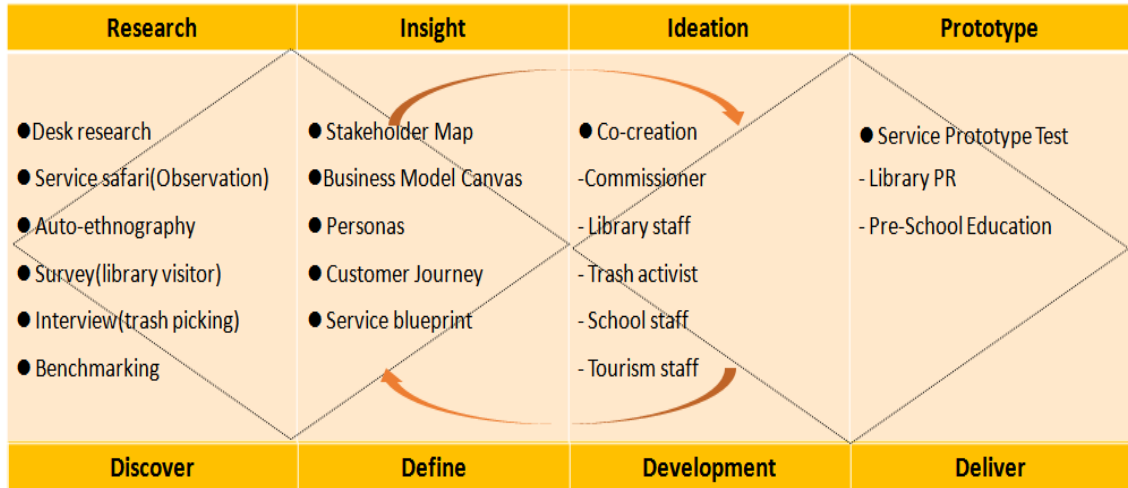 Research
Insight
Ideation
Prototype
●Desk research
●Service safari(Observation)
●Auto-ethnography
●Survey(library visitor)
●Interview(trash picking)
●Benchmarking
●Stakeholder Map
●Business Model Canvas
●Personas
●Customer Journey
●Service blueprint
●Co-creation
-Commissioner
- Library staff
- Trash activist
- School staff
- Tourism staff
●Service Prototype Test
- Library PR
- Pre-School Education
Discover
Define
Development
Deliver